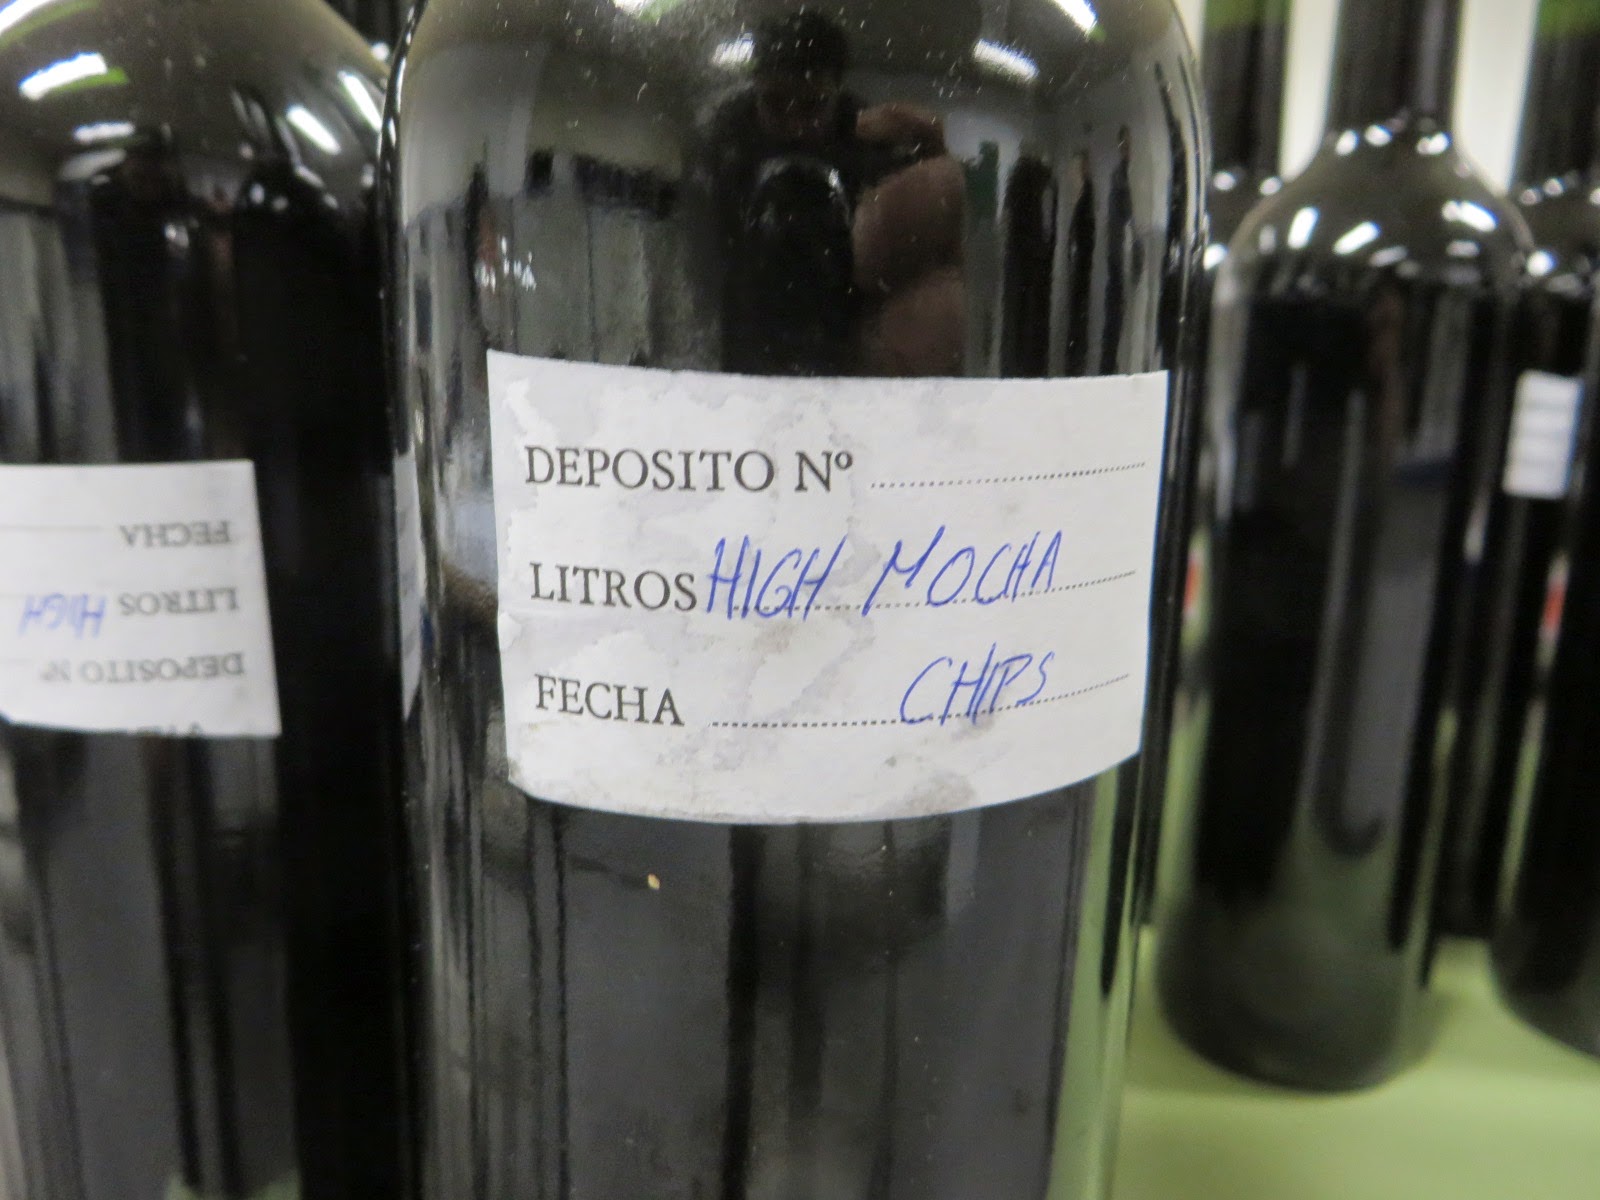 DEPOSITO Nº
LITROS HIGH MOCHA
FECHA CHIPS
FECHA
LITROS HIGH
DEPOSITO Nº